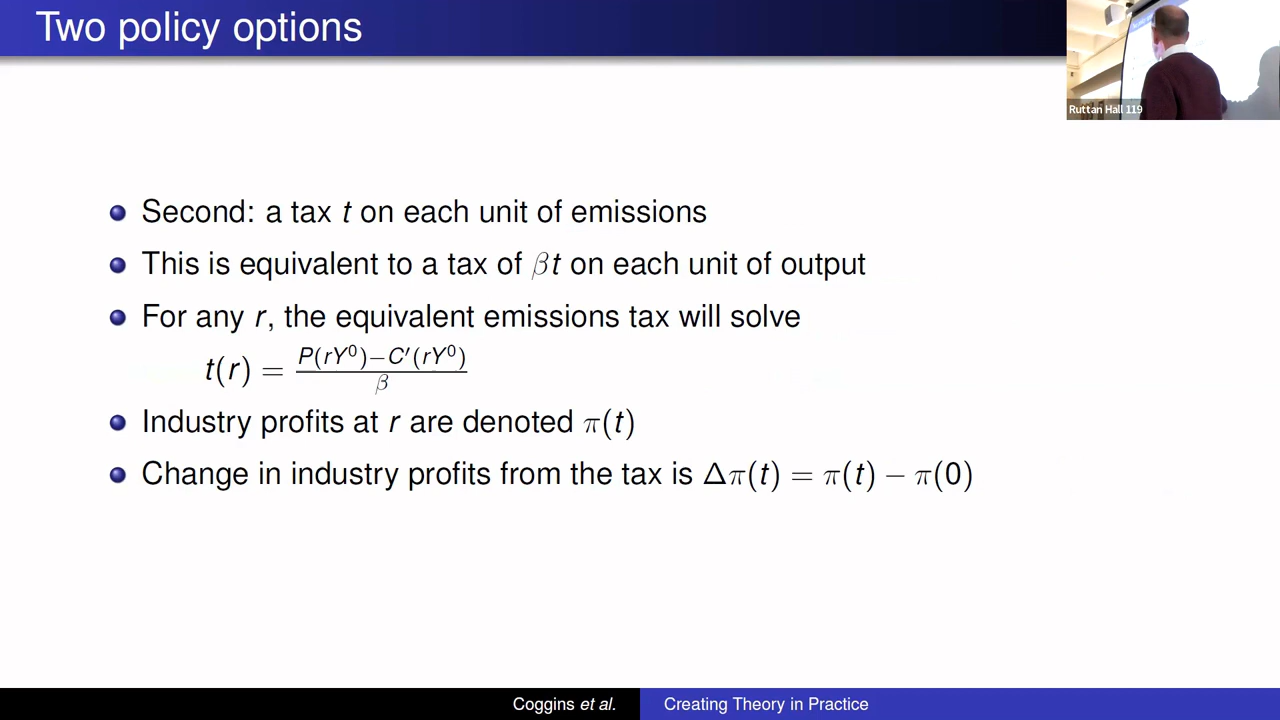 Two policy options
Ruttan Hall 119
Second: a tax t on each unit of emissions
This is equivalent to a tax of βt on each unit of output
For any r, the equivalent emissions tax will solve
t(r) = P(rY⁰)−C′(rY⁰) / β
Industry profits at r are denoted π(t)
Change in industry profits from the tax is Δπ(t) = π(t) − π(0)
Coggins et al.
Creating Theory in Practice